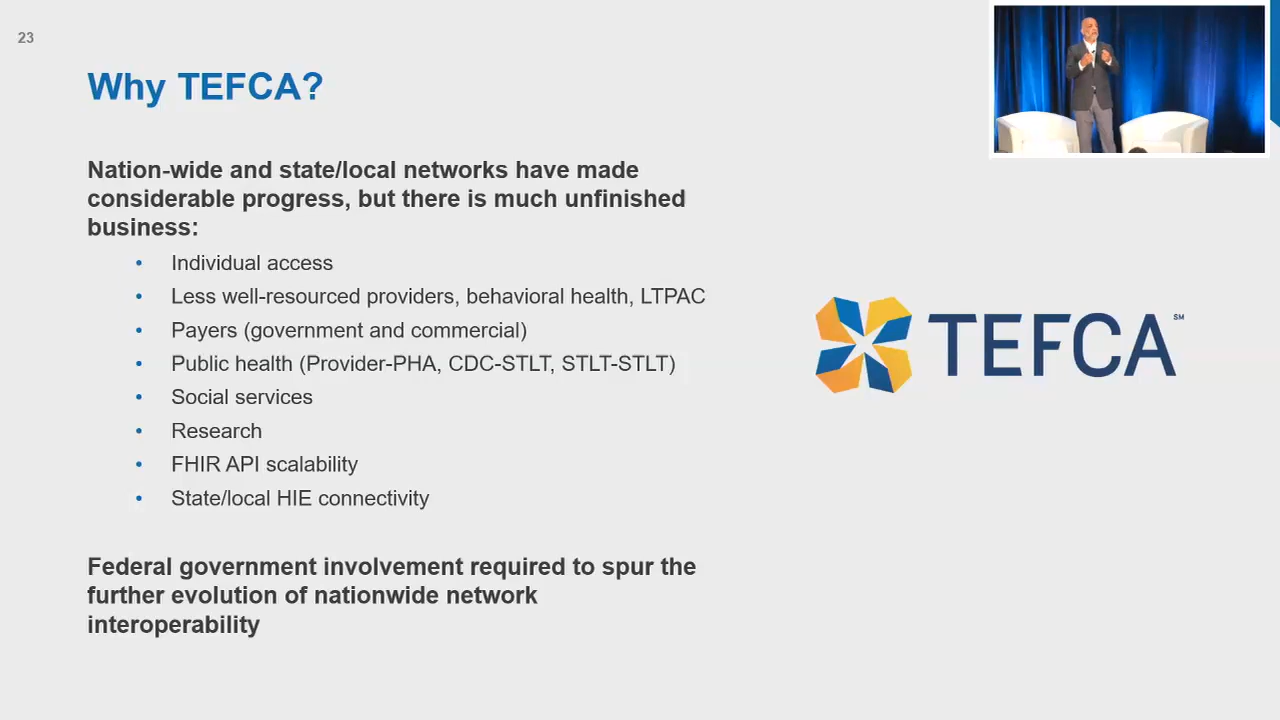 23
Why TEFCA?
Nation-wide and state/local networks have made
considerable progress, but there is much unfinished
business:
• Individual access
• Less well-resourced providers, behavioral health, LTPAC
• Payers (government and commercial)
• Public health (Provider-PHA, CDC-STLT, STLT-STLT)
• Social services
• Research
• FHIR API scalability
• State/local HIE connectivity
Federal government involvement required to spur the
further evolution of nationwide network
interoperability
TEFCA℠